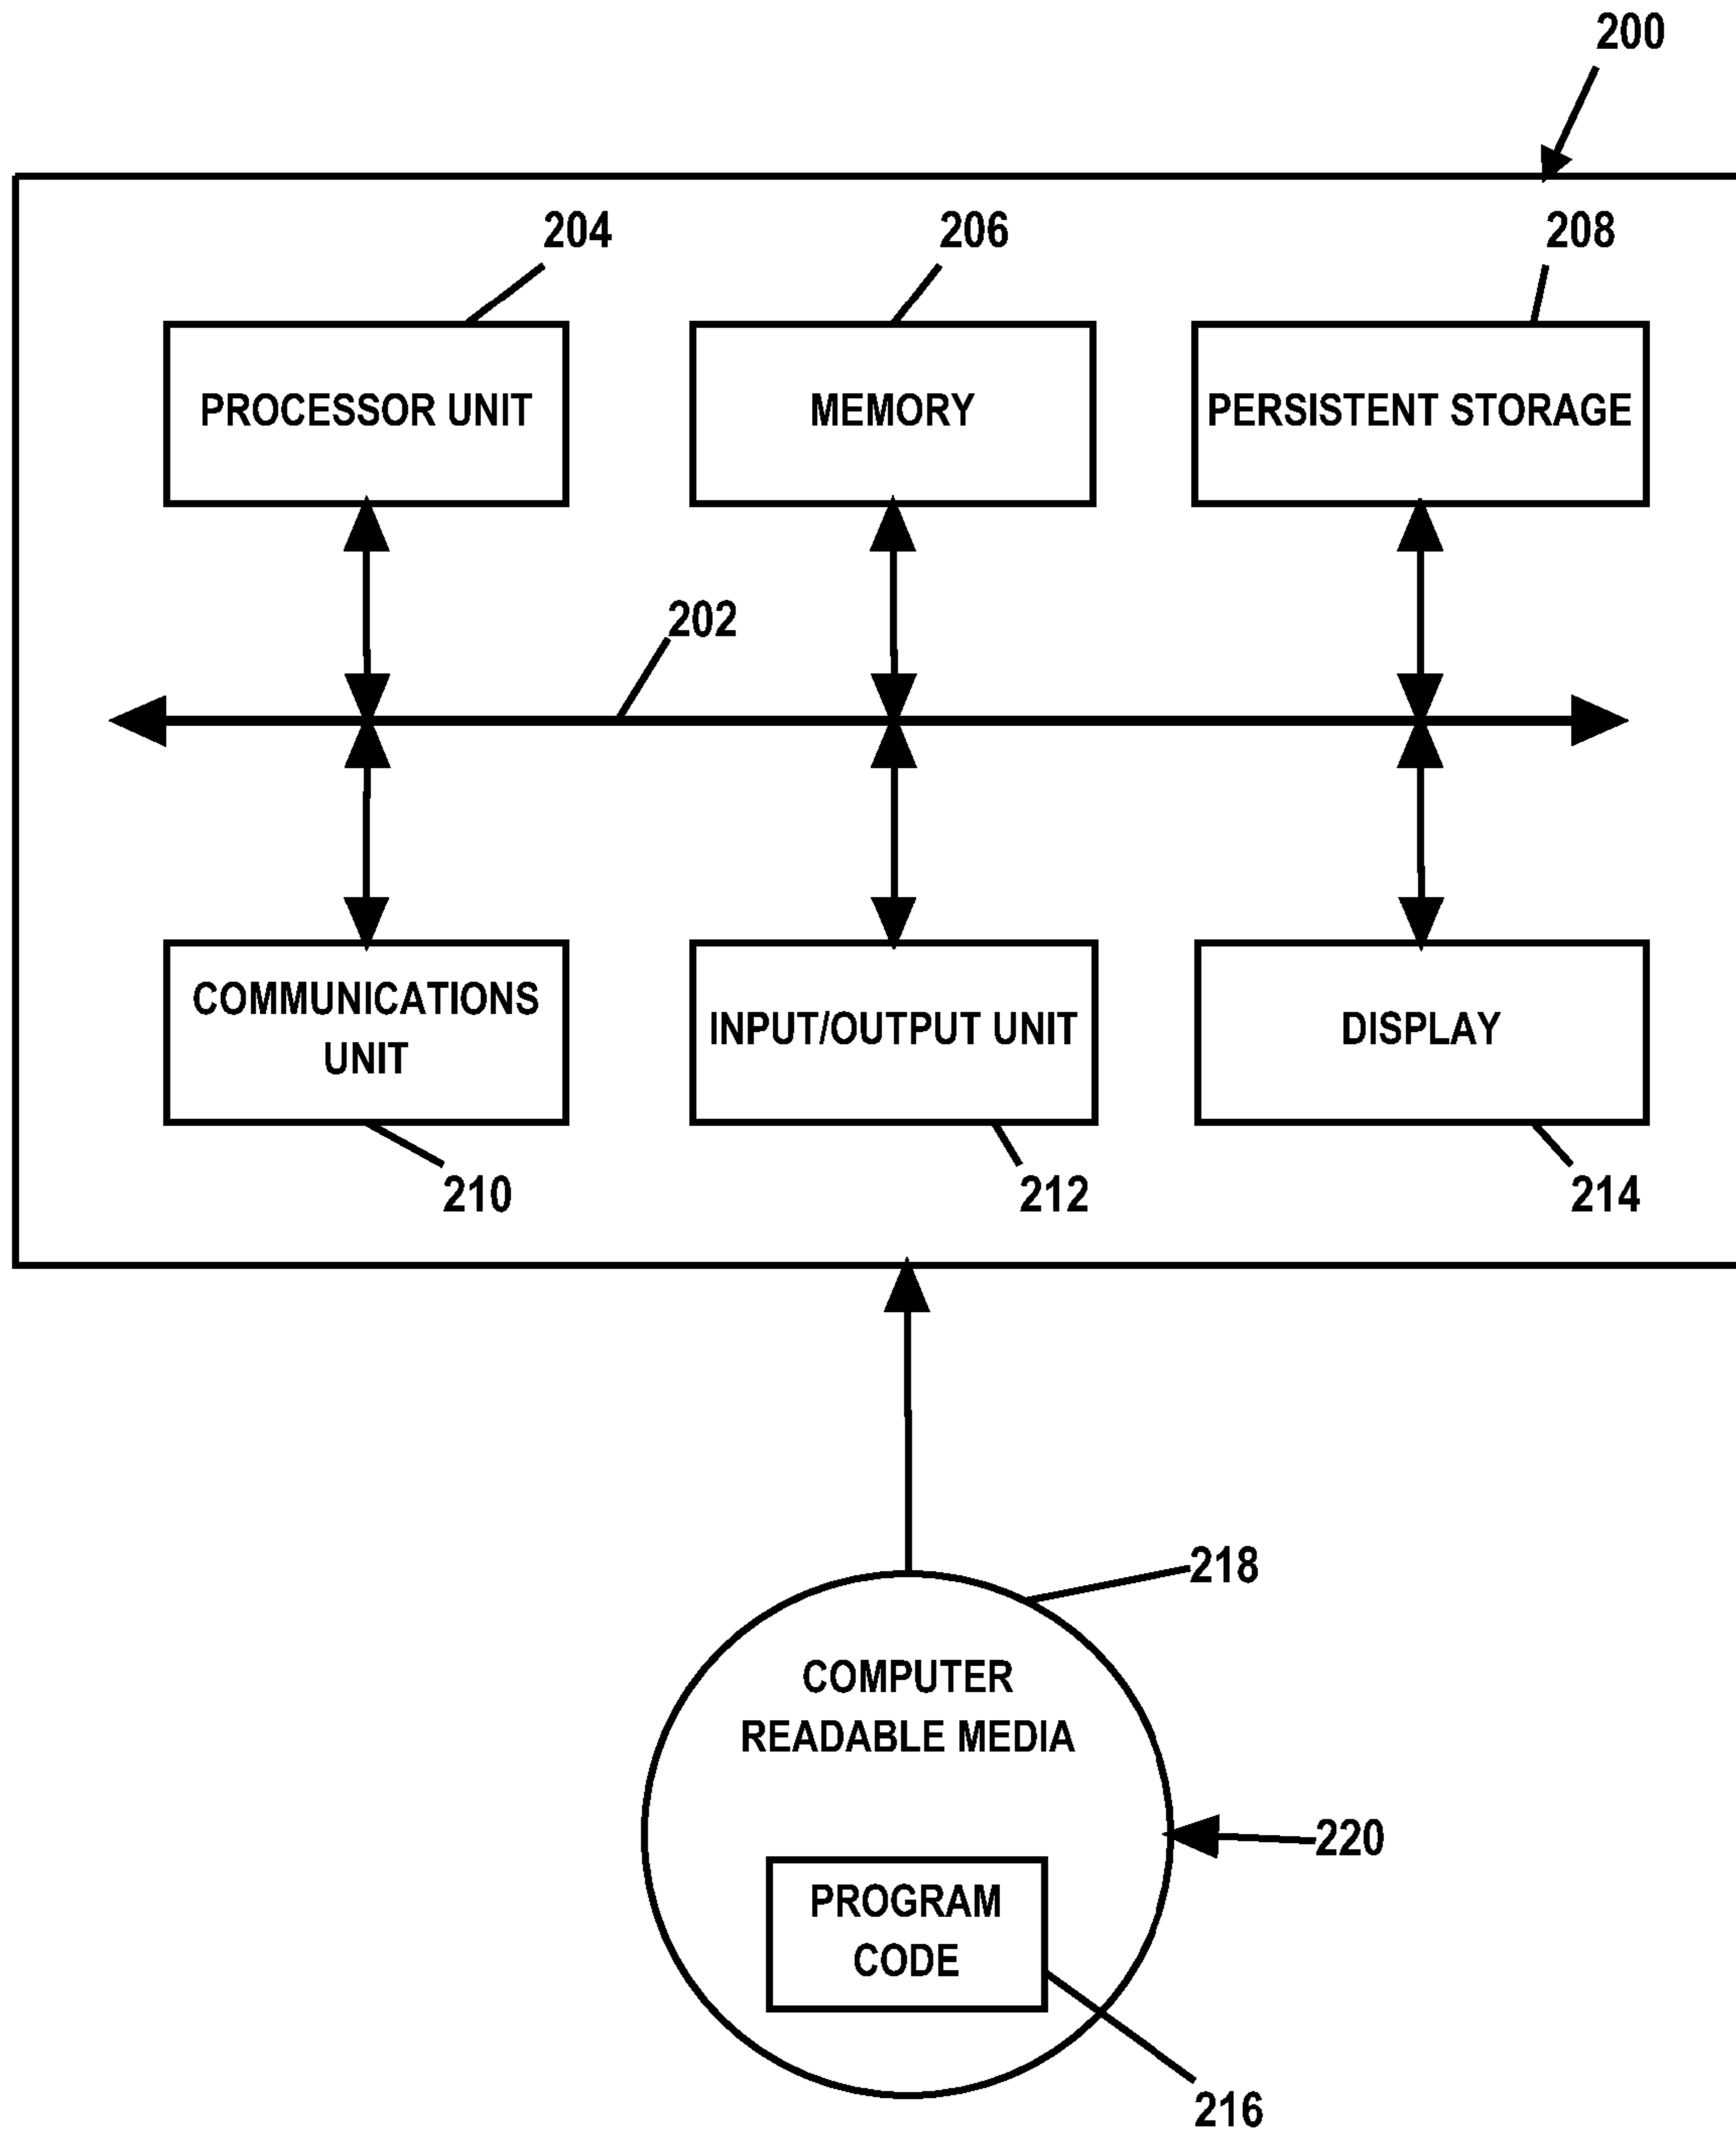 200
204
206
208
PROCESSOR UNIT
MEMORY
PERSISTENT STORAGE
202
COMMUNICATIONS
UNIT
INPUT/OUTPUT UNIT
DISPLAY
210
212
214
218
COMPUTER
READABLE MEDIA
220
PROGRAM
CODE
216